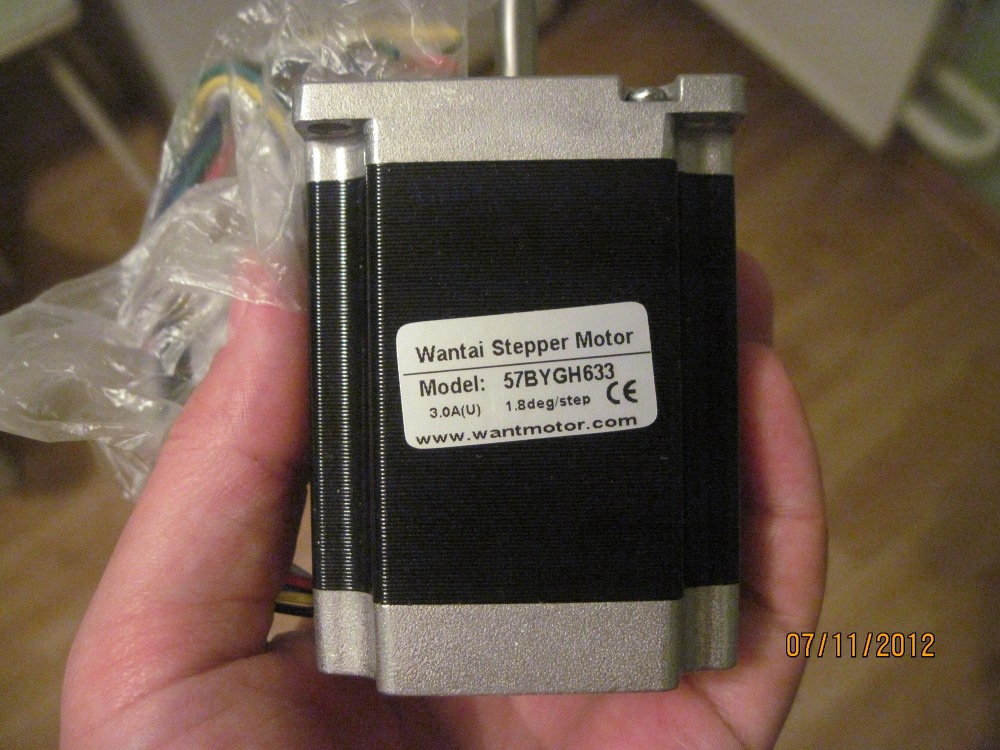 Wantai Stepper Motor
Model: 57BYGH633
3.0A(U) 1.8deg/step CE
www.wantmotor.com
07/11/2012